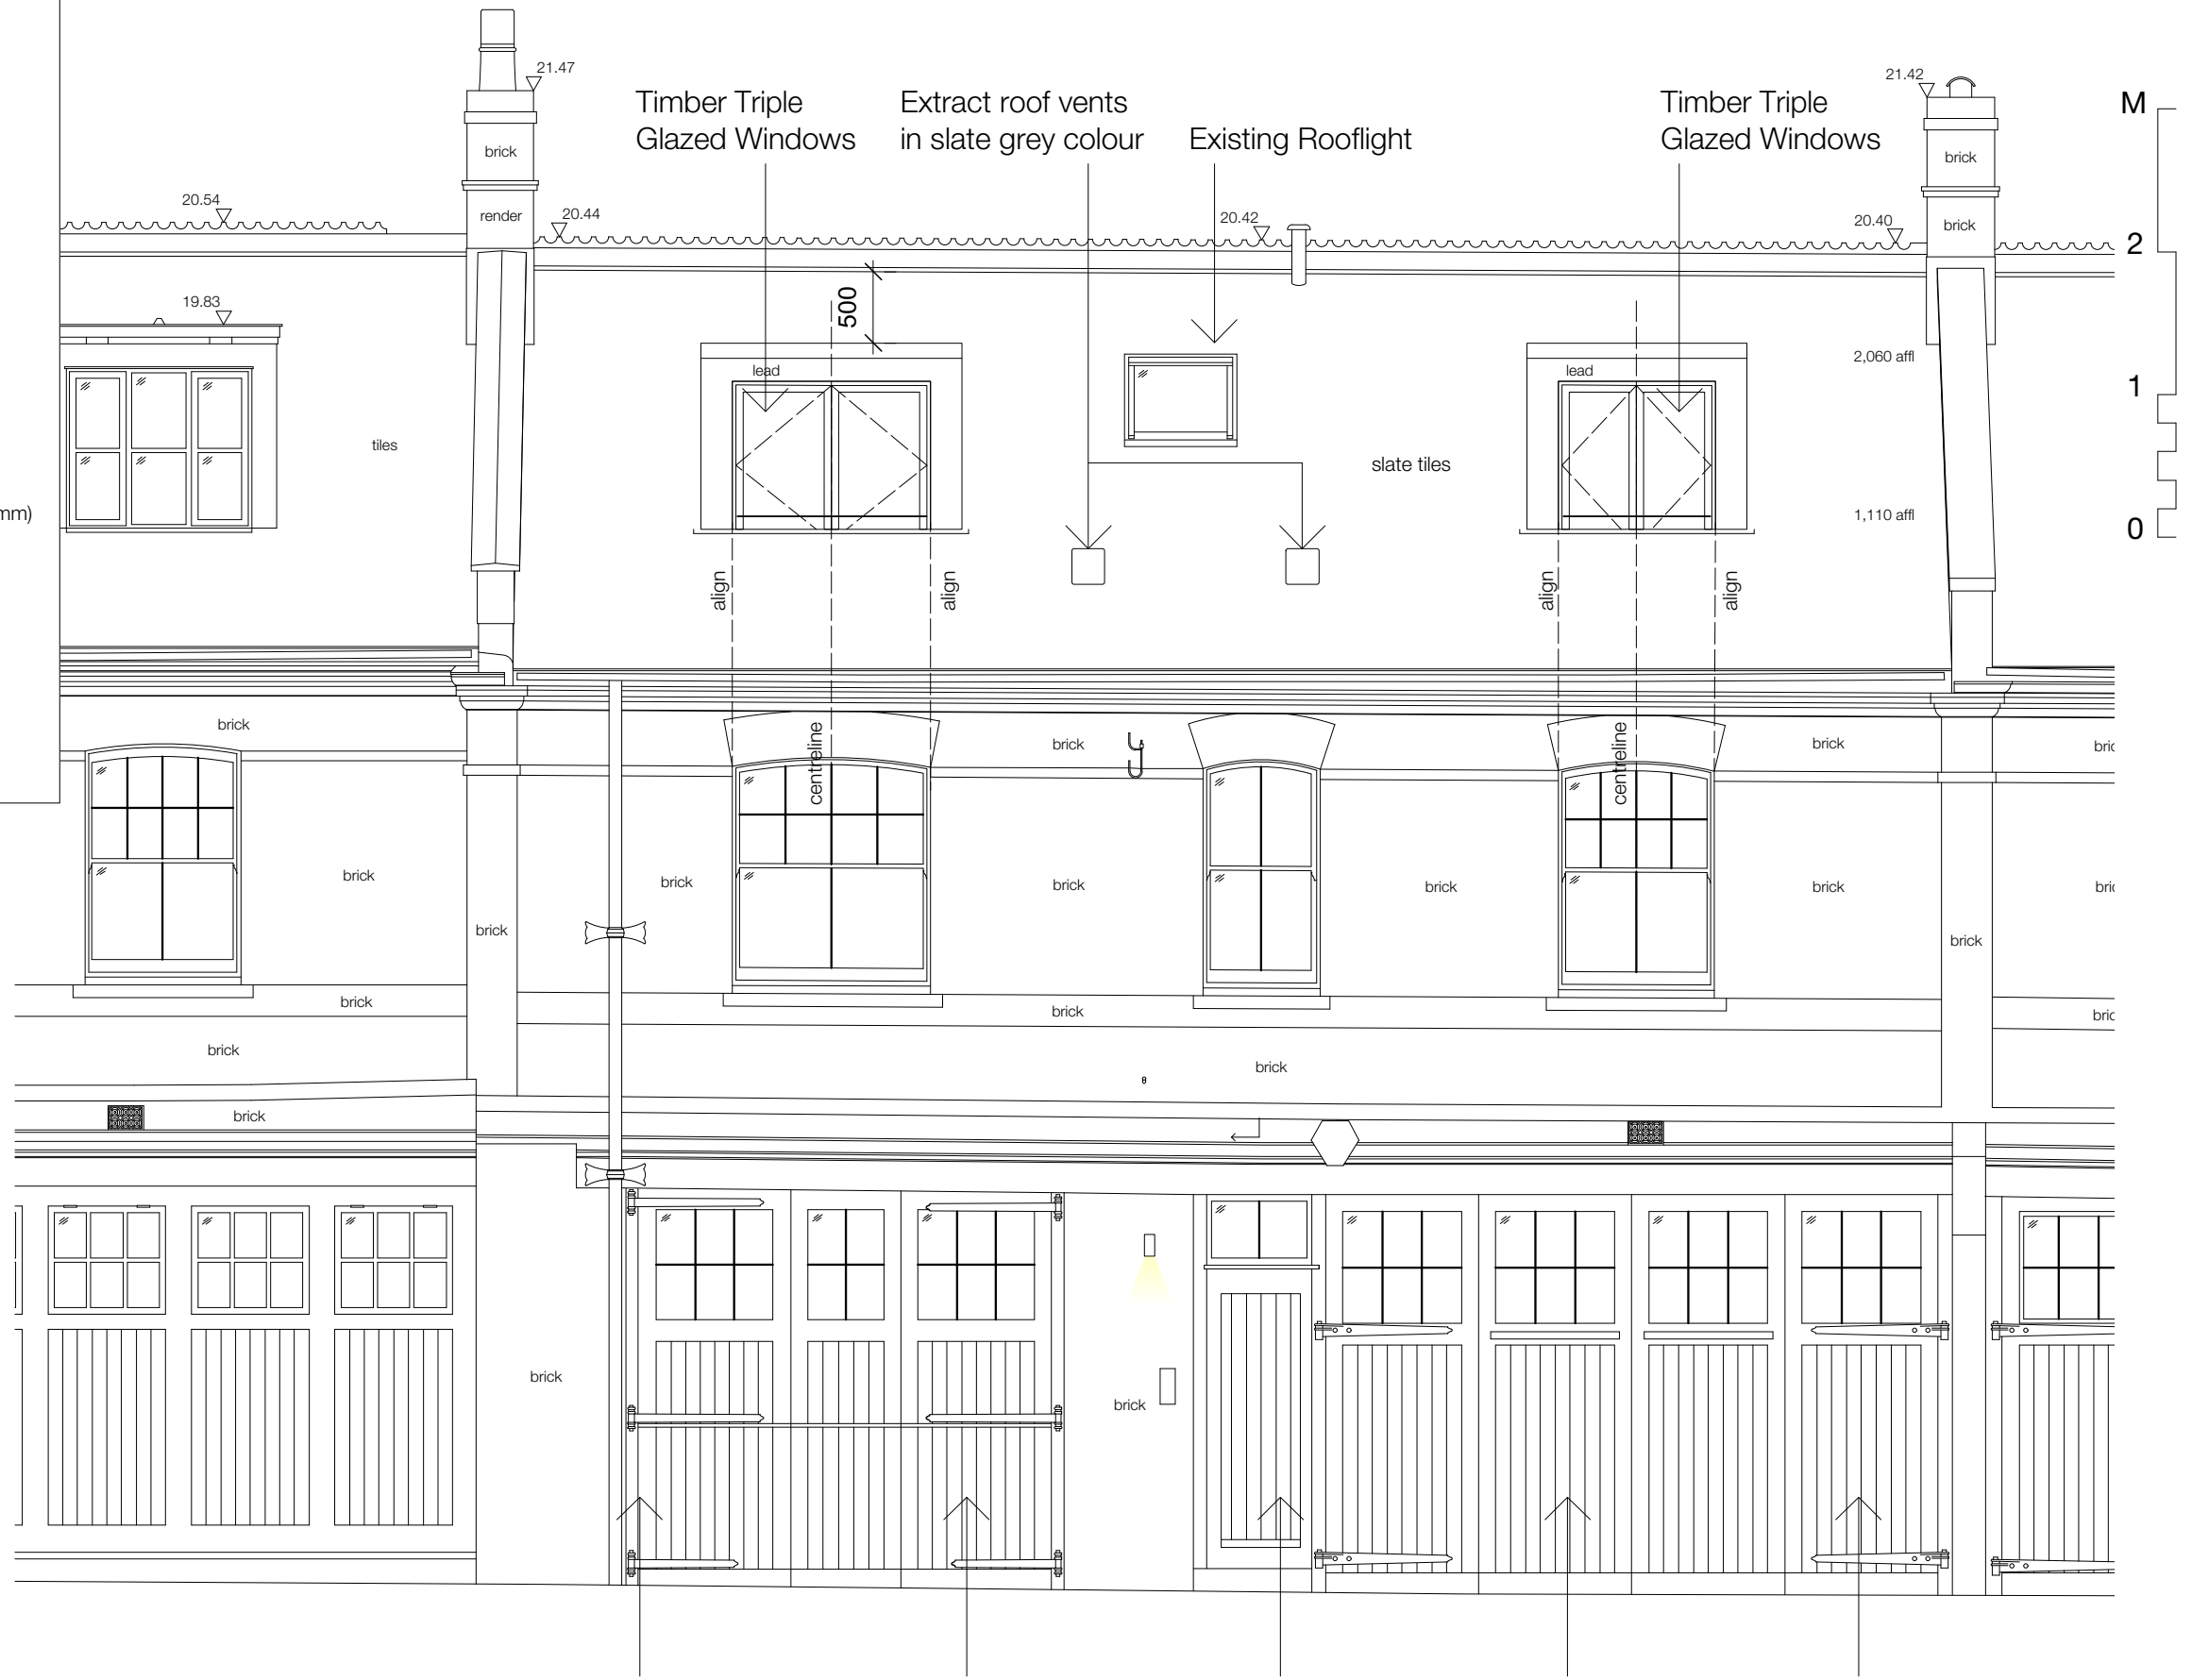 21.47
Timber Triple
Glazed Windows
Extract roof vents
in slate grey colour
Existing Rooflight
Timber Triple
Glazed Windows
21.42
M
brick
brick
20.54
render
20.44
20.42
20.40
brick
2
19.83
500
2,060 affl
lead
lead
1
tiles
slate tiles
mm)
1,110 affl
0
align
align
align
align
brick
centreline
brick
centreline
brick
bric
brick
brick
brick
brick
brick
bric
brick
brick
brick
brick
bric
brick
brick
brick
brick
brick